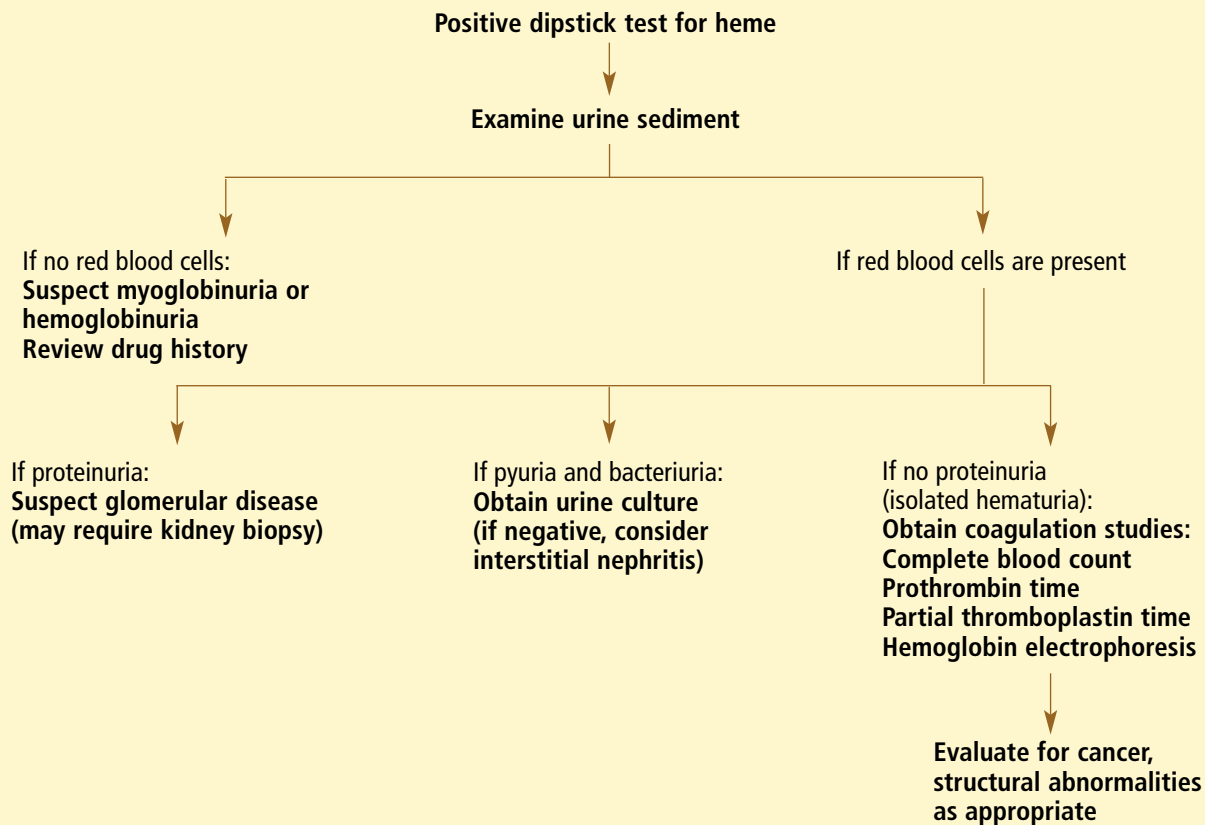 Positive dipstick test for heme
Examine urine sediment
If no red blood cells:
Suspect myoglobinuria or
hemoglobinuria
Review drug history
If red blood cells are present
If proteinuria:
Suspect glomerular disease
(may require kidney biopsy)
If pyuria and bacteriuria:
Obtain urine culture
(if negative, consider
interstitial nephritis)
If no proteinuria
(isolated hematuria):
Obtain coagulation studies:
Complete blood count
Prothrombin time
Partial thromboplastin time
Hemoglobin electrophoresis
Evaluate for cancer,
structural abnormalities
as appropriate